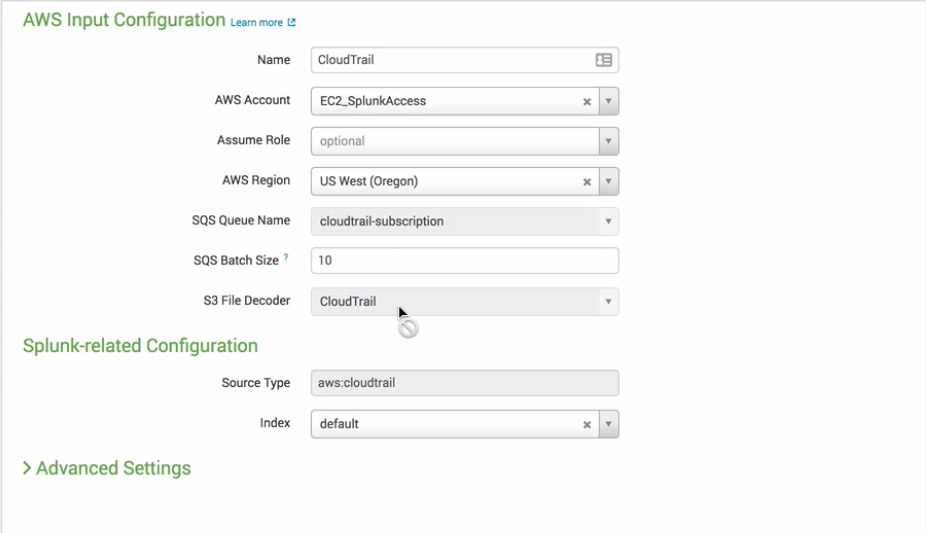 AWS Input Configuration Learn more
Name CloudTrail
AWS Account EC2_SplunkAccess
Assume Role optional
AWS Region US West (Oregon)
SQS Queue Name cloudtrail-subscription
SQS Batch Size ? 10
S3 File Decoder CloudTrail
Splunk-related Configuration
Source Type aws:cloudtrail
Index default
Advanced Settings